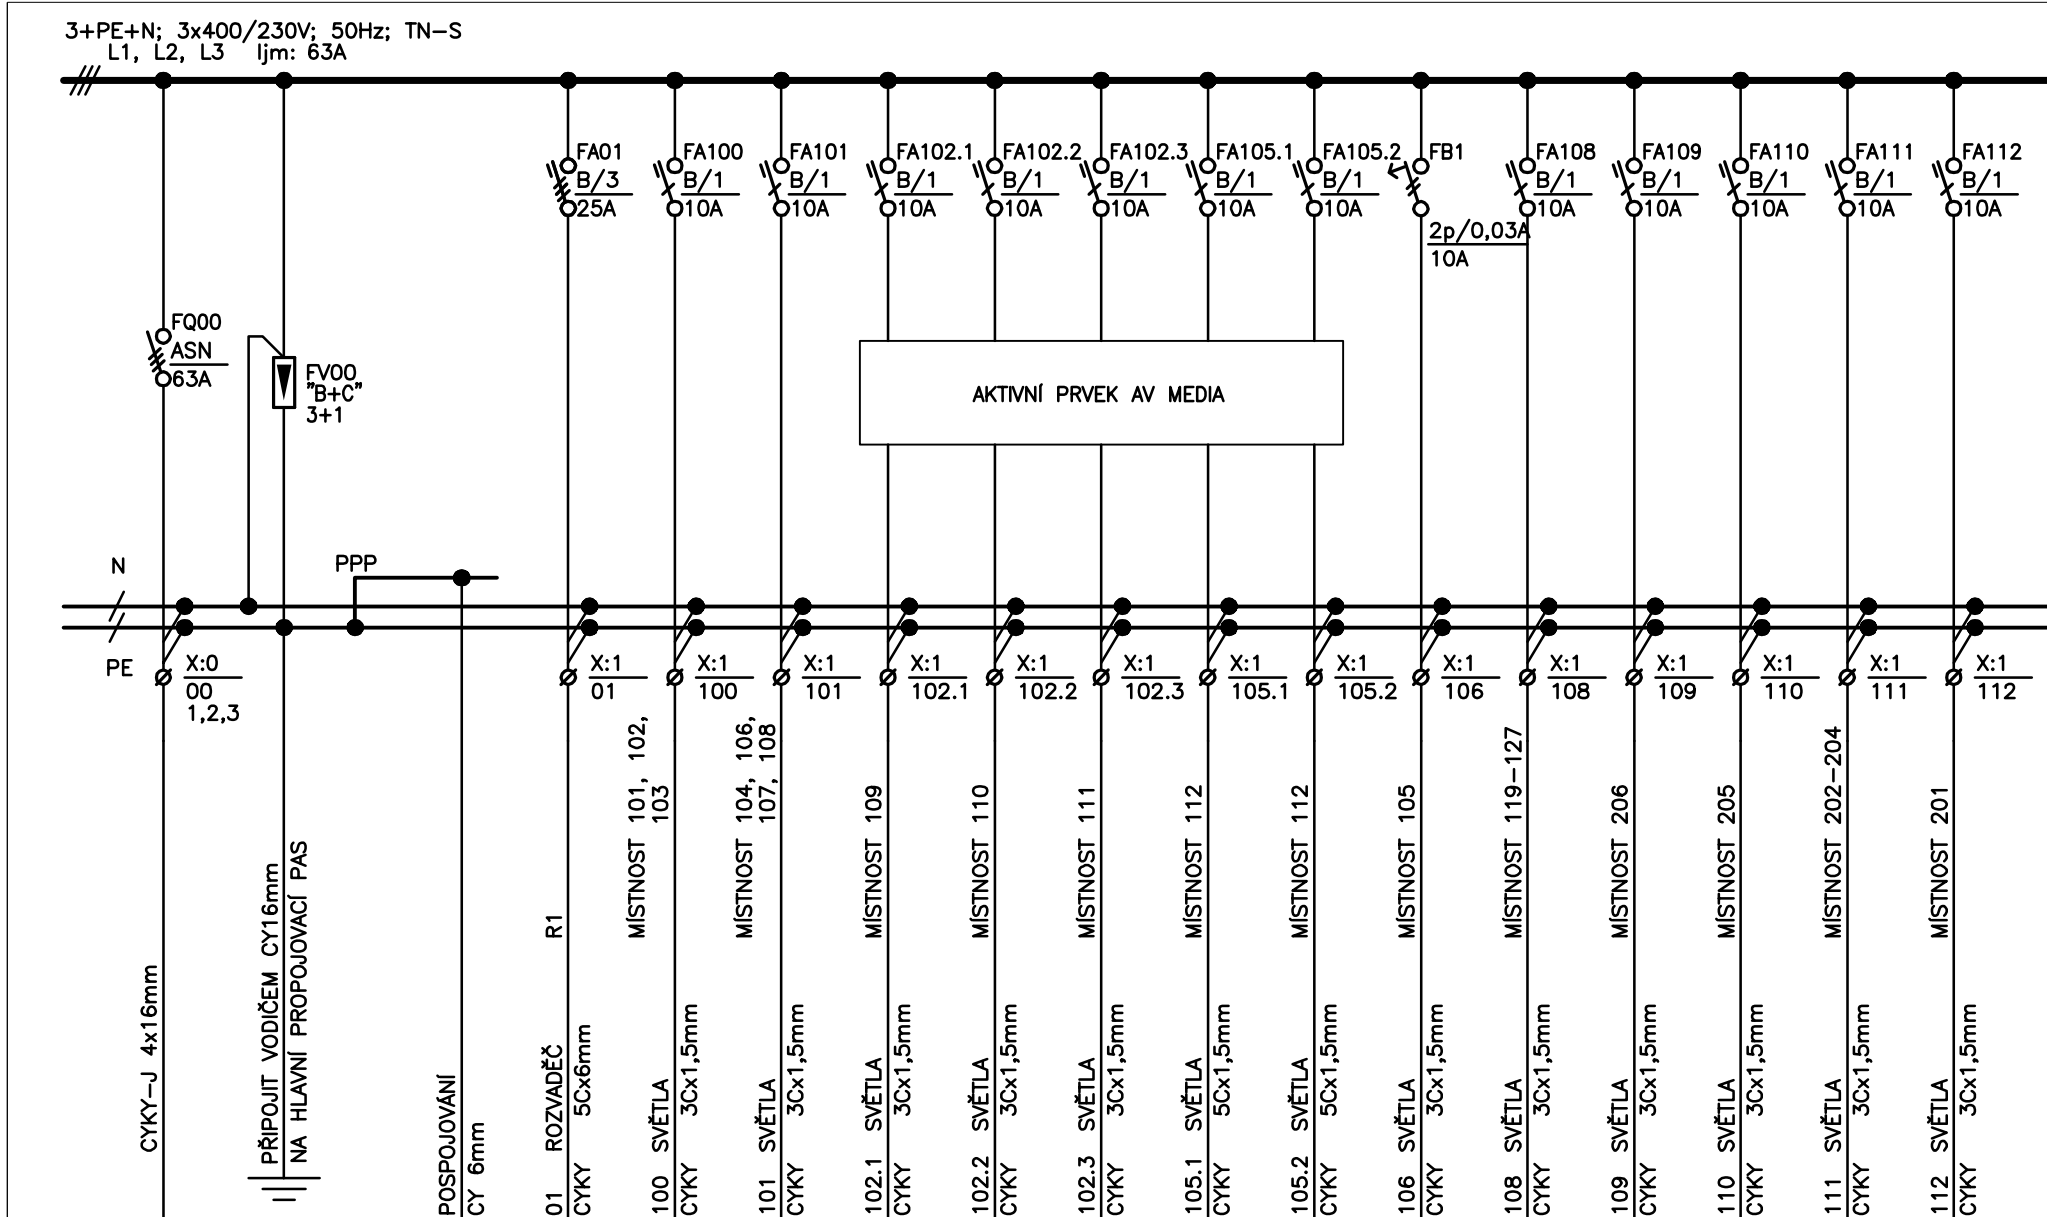 3+PE+N; 3x400/230V; 50Hz; TN-S
L1, L2, L3 Ijm: 63A
FA01
B/3
25A
FA100
B/1
10A
FA101
B/1
10A
FA102.1
B/1
10A
FA102.2
B/1
10A
FA102.3
B/1
10A
FA105.1
B/1
10A
FA105.2
B/1
10A
FB1
2p/0,03A
10A
FA108
B/1
10A
FA109
B/1
10A
FA110
B/1
10A
FA111
B/1
10A
FA112
B/1
10A
FQ00
ASN
63A
FV00
"B+C"
3+1
AKTIVNÍ PRVEK AV MEDIA
N
PPP
PE
X:0
00
1,2,3
X:1
01
X:1
100
X:1
101
X:1
102.1
X:1
102.2
X:1
102.3
X:1
105.1
X:1
105.2
X:1
106
X:1
108
X:1
109
X:1
110
X:1
111
X:1
112
CYKY-J 4x16mm
PŘIPOJIT VODIČEM CY16mm
NA HLAVNÍ PROPOJOVACÍ PAS
POSPOJOVÁNÍ
CY 6mm
01 ROZVADĚČ R1
CYKY 5Cx6mm
100 SVĚTLA MÍSTNOST 101, 102,
103
CYKY 3Cx1,5mm
101 SVĚTLA MÍSTNOST 104, 106,
107, 108
CYKY 3Cx1,5mm
102.1 SVĚTLA MÍSTNOST 109
CYKY 3Cx1,5mm
102.2 SVĚTLA MÍSTNOST 110
CYKY 3Cx1,5mm
102.3 SVĚTLA MÍSTNOST 111
CYKY 3Cx1,5mm
105.1 SVĚTLA MÍSTNOST 112
CYKY 5Cx1,5mm
105.2 SVĚTLA MÍSTNOST 112
CYKY 5Cx1,5mm
106 SVĚTLA MÍSTNOST 105
CYKY 3Cx1,5mm
108 SVĚTLA MÍSTNOST 119-127
CYKY 3Cx1,5mm
109 SVĚTLA MÍSTNOST 206
CYKY 3Cx1,5mm
110 SVĚTLA MÍSTNOST 205
CYKY 3Cx1,5mm
111 SVĚTLA MÍSTNOST 202-204
CYKY 3Cx1,5mm
112 SVĚTLA MÍSTNOST 201
CYKY 3Cx1,5mm